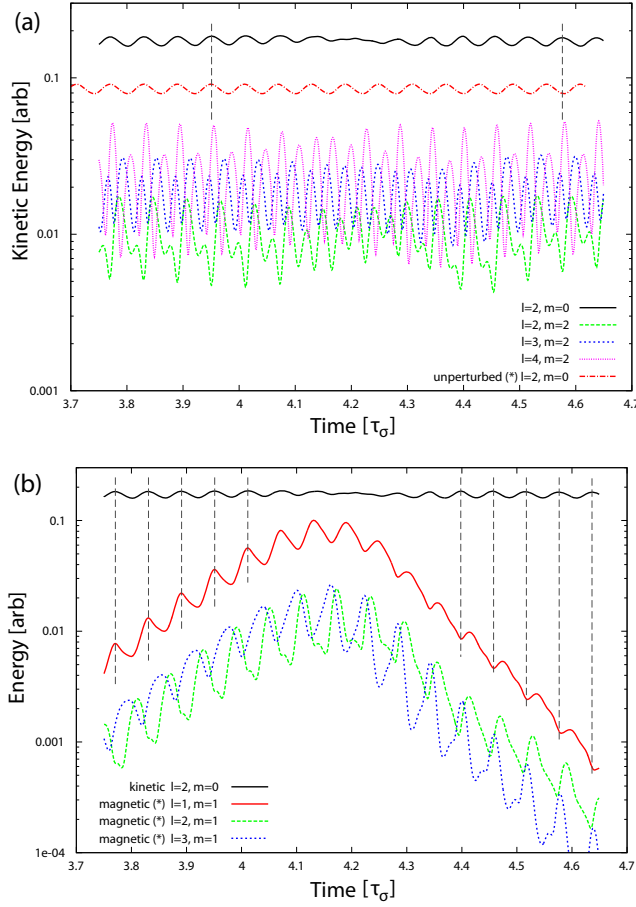 (a)
Kinetic Energy [arb]
0.1
0.01
0.001
l=2, m=0
l=2, m=2
l=3, m=2
l=4, m=2
unperturbed (*) l=2, m=0
3.7 3.8 3.9 4 4.1 4.2 4.3 4.4 4.5 4.6 4.7
Time [τσ]
(b)
Energy [arb]
0.1
0.01
0.001
1e-04
kinetic l=2, m=0
magnetic (*) l=1, m=1
magnetic (*) l=2, m=1
magnetic (*) l=3, m=1
3.7 3.8 3.9 4 4.1 4.2 4.3 4.4 4.5 4.6 4.7
Time [τσ]